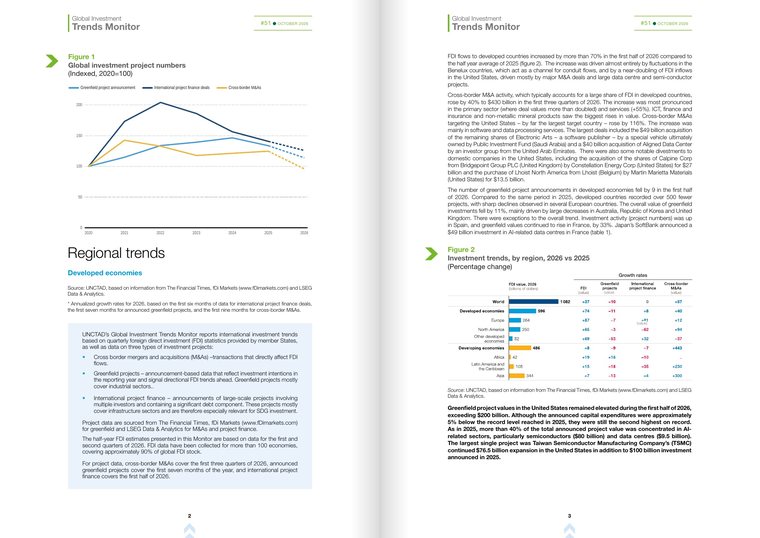 Global Investment
Trends Monitor
#51 ● OCTOBER 2026
Figure 1
Global investment project numbers
(Indexed, 2020=100)
Greenfield project announcement
International project finance deals
Cross-border M&As
300
100
50
0
2020 2021 2022 2023 2024 2025 2026
Regional trends
Developed economies
Source: UNCTAD, based on information from The Financial Times, fDi Markets (www.fDimarkets.com) and LSEG
Data & Analytics.
* Annualized growth rates for 2026, based on the first six months of data for international project finance deals,
the first seven months for announced greenfield projects, and the first nine months for cross-border M&As.
UNCTAD's Global Investment Trends Monitor reports international investment trends
based on quarterly foreign direct investment (FDI) statistics provided by member States,
as well as data on three types of investment projects:
• Cross border mergers and acquisitions (M&As) –transactions that directly affect FDI
flows.
• Greenfield projects – announcement-based data that reflect investment intentions in
the reporting year and signal directional FDI trends ahead. Greenfield projects mostly
cover industrial sectors..
• International project finance – announcements of large-scale projects involving
multiple investors and containing a significant debt component. These projects mostly
cover infrastructure sectors and are therefore especially relevant for SDG investment.
Project data are sourced from The Financial Times, fDi Markets (www.fDimarkets.com)
for greenfield and LSEG Data & Analytics for M&As and project finance.
The half-year FDI estimates presented in this Monitor are based on data for the first and
second quarters of 2026. FDI data have been collected for more than 100 economies,
covering approximately 90% of global FDI stock.
For project data, cross-border M&As cover the first three quarters of 2026, announced
greenfield projects cover the first seven months of the year, and international project
finance covers the first half of 2026.
2
Global Investment
Trends Monitor
#51 ● OCTOBER 2026
FDI flows to developed countries increased by more than 70% in the first half of 2026 compared to
the half year average of 2025 (figure 2). The increase was driven almost entirely by fluctuations in the
Benelux countries, which act as a channel for conduit flows, and by a near-doubling of FDI inflows
in the United States, driven mostly by major M&A deals and large data centre and semi-conductor
projects.
Cross-border M&A activity, which typically accounts for a large share of FDI in developed countries,
rose by 40% to $430 billion in the first three quarters of 2026. The increase was most pronounced
in the primary sector (where deal values more than doubled) and services (+55%). ICT, finance and
insurance and non-metallic mineral products saw the biggest rises in value. Cross-border M&As
targeting the United States – by far the largest target country – rose by 116%. The increase was
mainly in software and data processing services. The largest deals included the $49 billion acquisition
of the remaining shares of Electronic Arts – a software publisher – by a special vehicle ultimately
owned by Public Investment Fund (Saudi Arabia) and a $40 billion acquisition of Aligned Data Center
by an investor group from the United Arab Emirates. There were also some notable divestments to
domestic companies in the United States, including the acquisition of the shares of Calpine Corp
from Bridgepoint Group PLC (United Kingdom) by Constellation Energy Corp (United States) for $27
billion and the purchase of Lhoist North America from Lhoist (Belgium) by Martin Marietta Materials
(United States) for $13.5 billion.
The number of greenfield project announcements in developed economies fell by 9 in the first half
of 2026. Compared to the same period in 2025, developed countries recorded over 500 fewer
projects, with sharp declines observed in several European countries. The overall value of greenfield
investments fell by 11%, mainly driven by large decreases in Australia, Republic of Korea and United
Kingdom. There were exceptions to the overall trend. Investment activity (project numbers) was up
in Spain, and greenfield values continued to rise in France, by 33%. Japan's SoftBank announced a
$49 billion investment in AI-related data centres in France (table 1).
Figure 2
Investment trends, by region, 2026 vs 2025
(Percentage change)
Growth rates
FDI value, 2026
FDI
Greenfield projects
International project finance
Cross-border M&As
World 1 082 +37 -10 0 +57
Developed economies 596 +74 -11 +8 +40
Europe 264 +87 -7 +12
North America 250 +65 -3 +94
Other developed economies 82 +32 -37
Developing economies 486 +8 -8 -7 +443
Africa 42 +19 +16
Latin America and the Caribbean 108 +15 +250
Asia 344 +7 +4 +300
Source: UNCTAD, based on information from The Financial Times, fDi Markets (www.fDimarkets.com) and LSEG
Data & Analytics.
Greenfield project values in the United States remained elevated during the first half of 2026,
exceeding $200 billion. Although the announced capital expenditures were approximately
5% below the record level reached in 2025, they were still the second highest on record.
As in 2025, more than 40% of the total announced project value was concentrated in AI-
related sectors, particularly semiconductors ($80 billion) and data centres ($9.5 billion).
The largest single project was Taiwan Semiconductor Manufacturing Company's (TSMC)
continued $76.5 billion expansion in the United States in addition to $100 billion investment
announced in 2025.
3